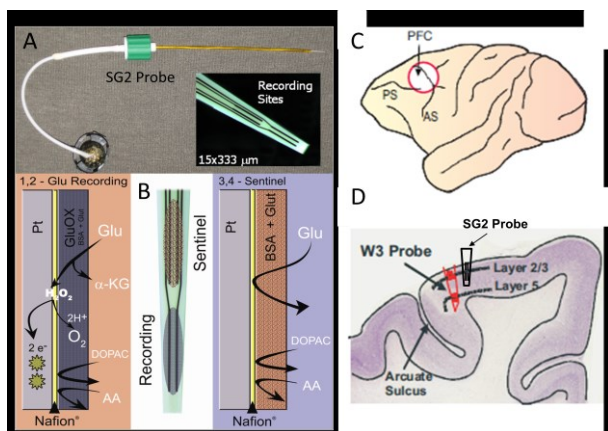 A
SG2 Probe
Recording
Sites
15x333 μm
1,2 - Glu Recording
Pt
GluOX
BSA + Glut
Glu
α-KG
H₂O₂
2H⁺
O₂
2 e⁻
DOPAC
AA
Nafion®
B
Sentinel
Recording
3,4 - Sentinel
Pt
BSA + Glut
Glu
DOPAC
AA
Nafion®
C
PFC
PS
AS
D
SG2 Probe
W3 Probe
Layer 2/3
Layer 5
Arcuate
Sulcus